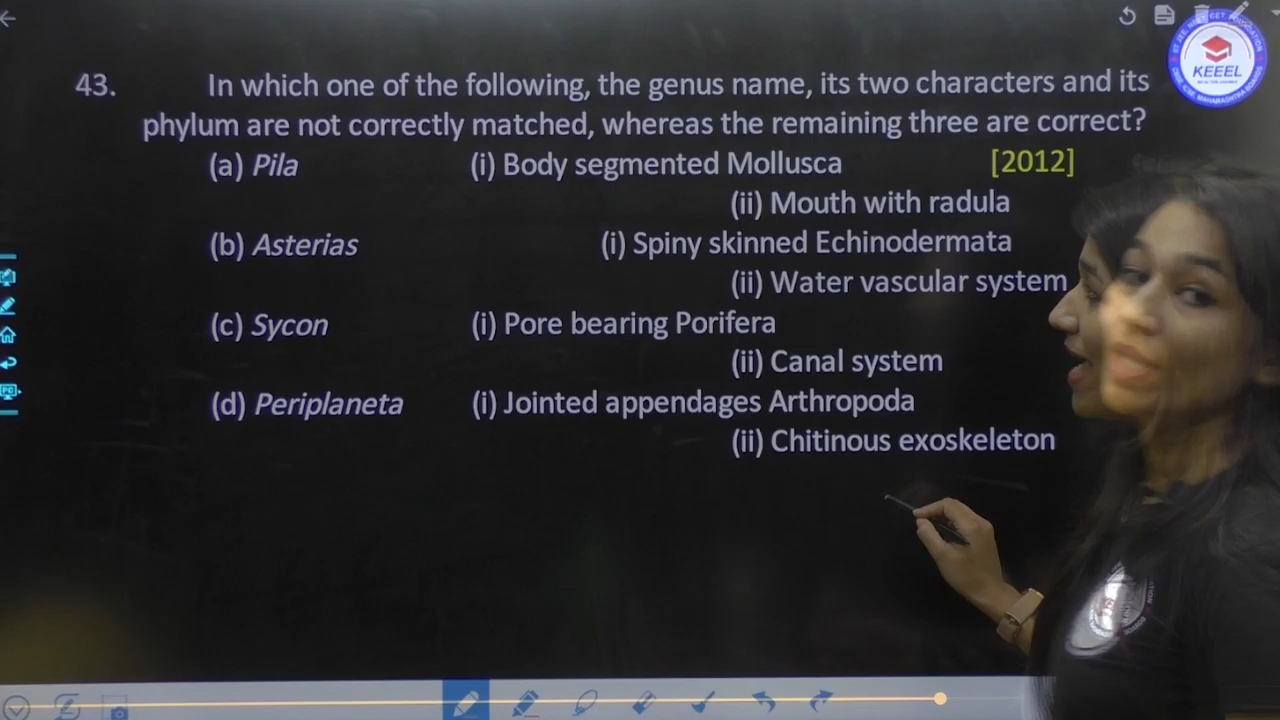 43. In which one of the following, the genus name, its two characters and its
phylum are not correctly matched, whereas the remaining three are correct?
(a) Pila (i) Body segmented Mollusca [2012]
(ii) Mouth with radula
(b) Asterias (i) Spiny skinned Echinodermata
(ii) Water vascular system
(c) Sycon (i) Pore bearing Porifera
(ii) Canal system
(d) Periplaneta (i) Jointed appendages Arthropoda
(ii) Chitinous exoskeleton
KEEEL